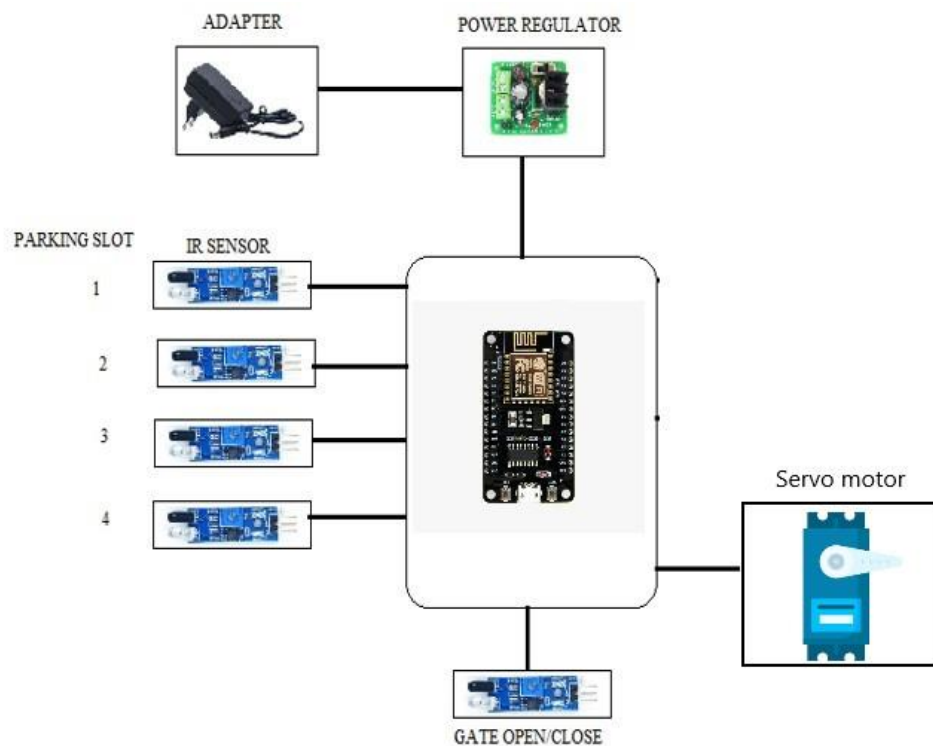 ADAPTER
POWER REGULATOR
PARKING SLOT
IR SENSOR
1
2
3
4
Servo motor
GATE OPEN/CLOSE